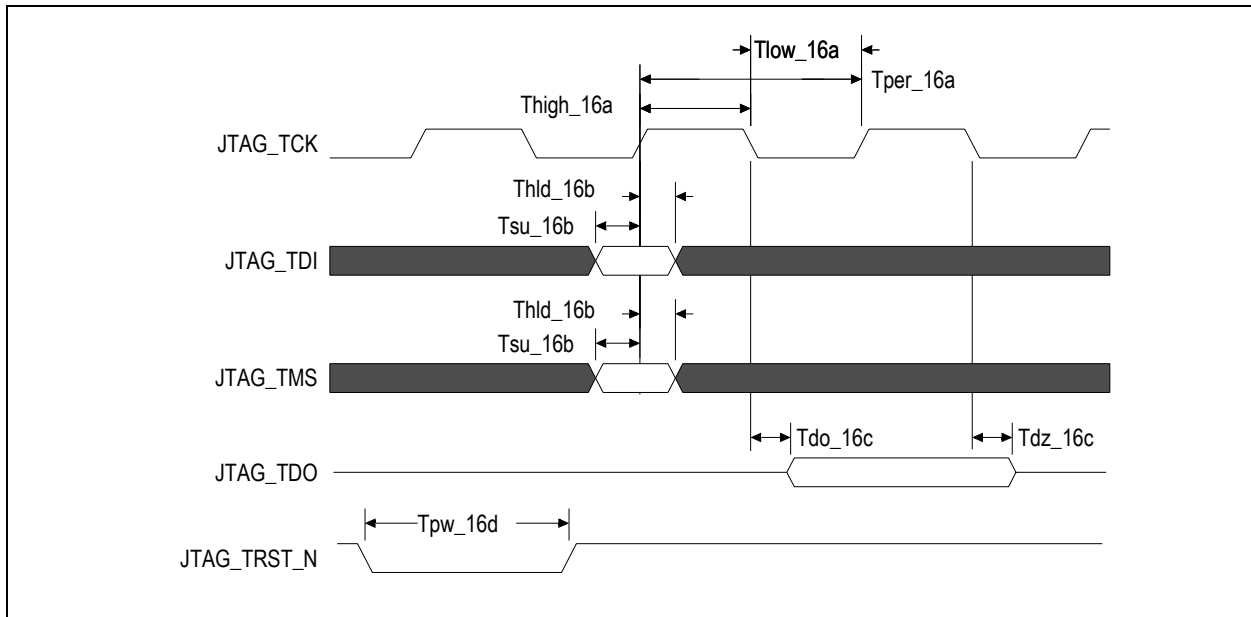 Tlow_16a
Tper_16a
Thigh_16a
JTAG_TCK
Thld_16b
Tsu_16b
JTAG_TDI
Thld_16b
Tsu_16b
JTAG_TMS
Tdo_16c
Tdz_16c
JTAG_TDO
Tpw_16d
JTAG_TRST_N